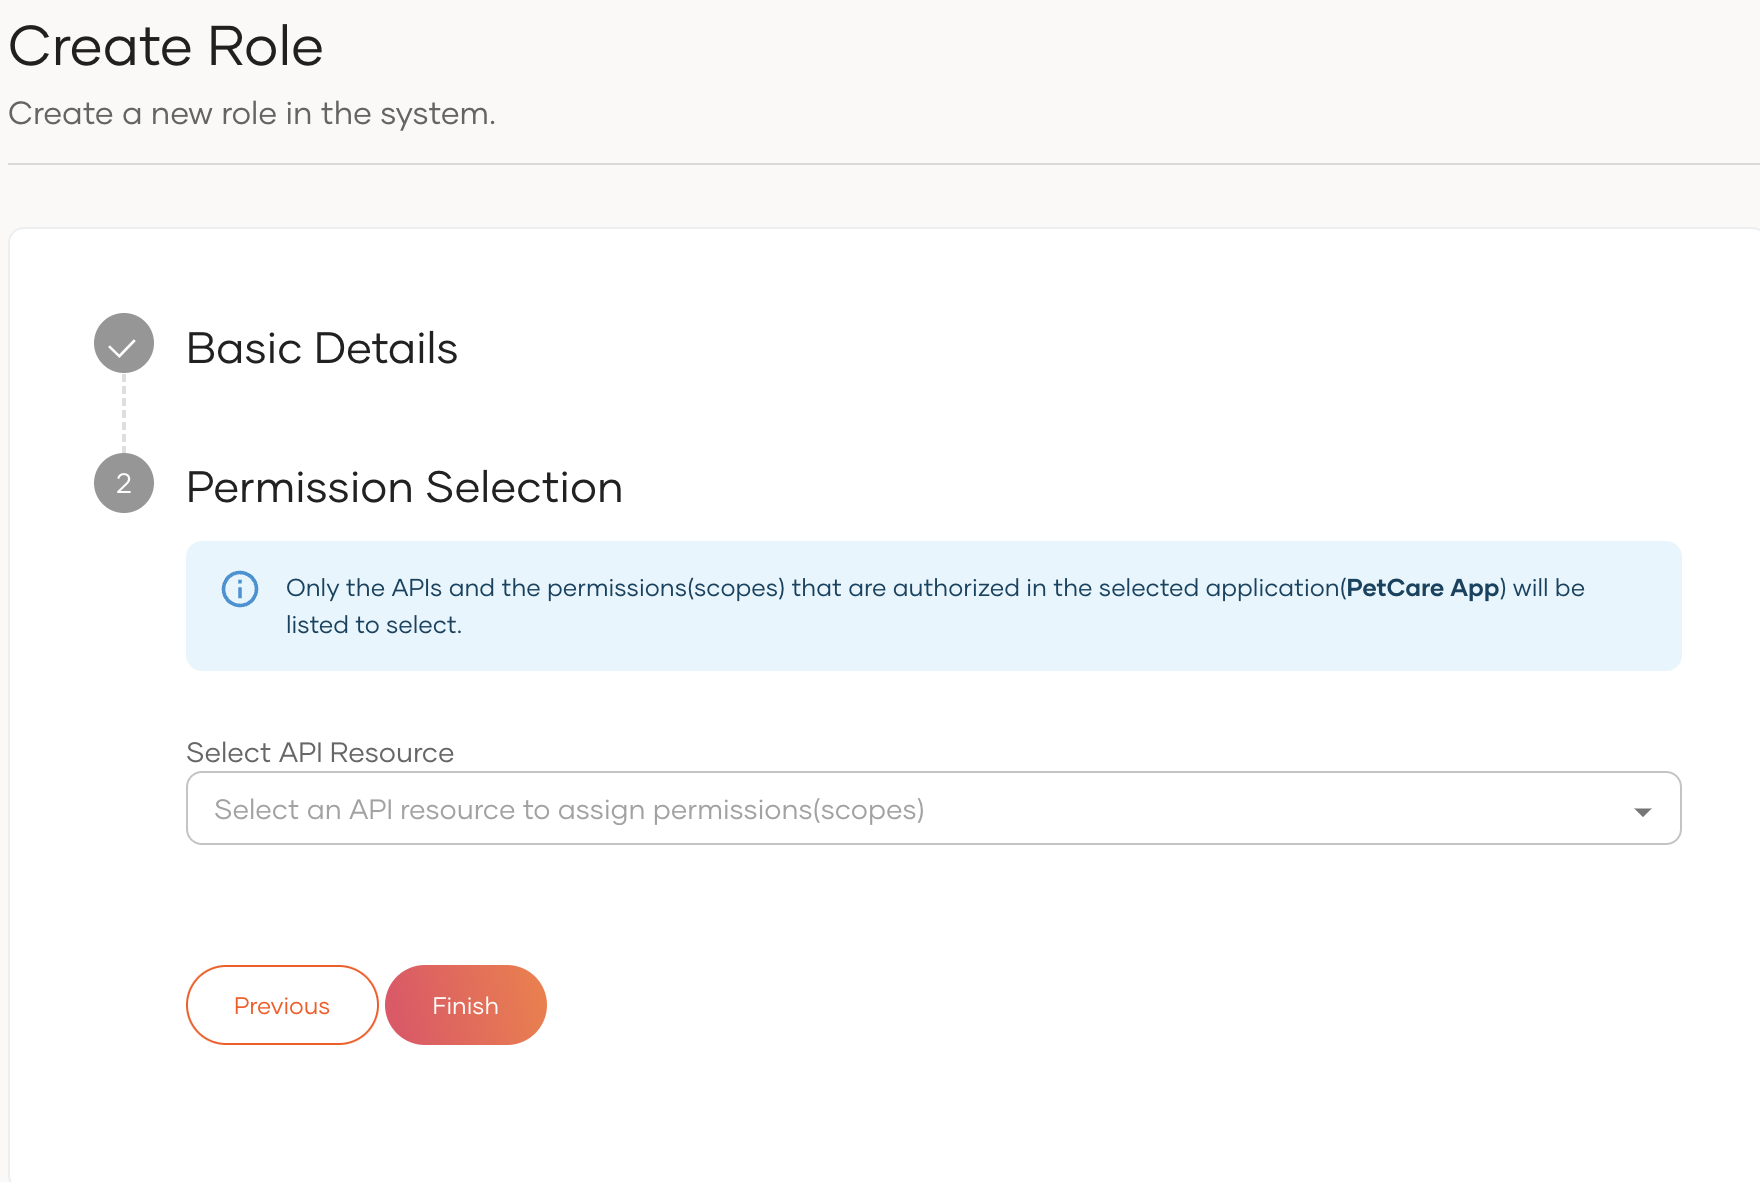 Create Role
Create a new role in the system.
Basic Details
2
Permission Selection
Only the APIs and the permissions(scopes) that are authorized in the selected application(PetCare App) will be
listed to select.
Select API Resource
Select an API resource to assign permissions(scopes)
Previous
Finish